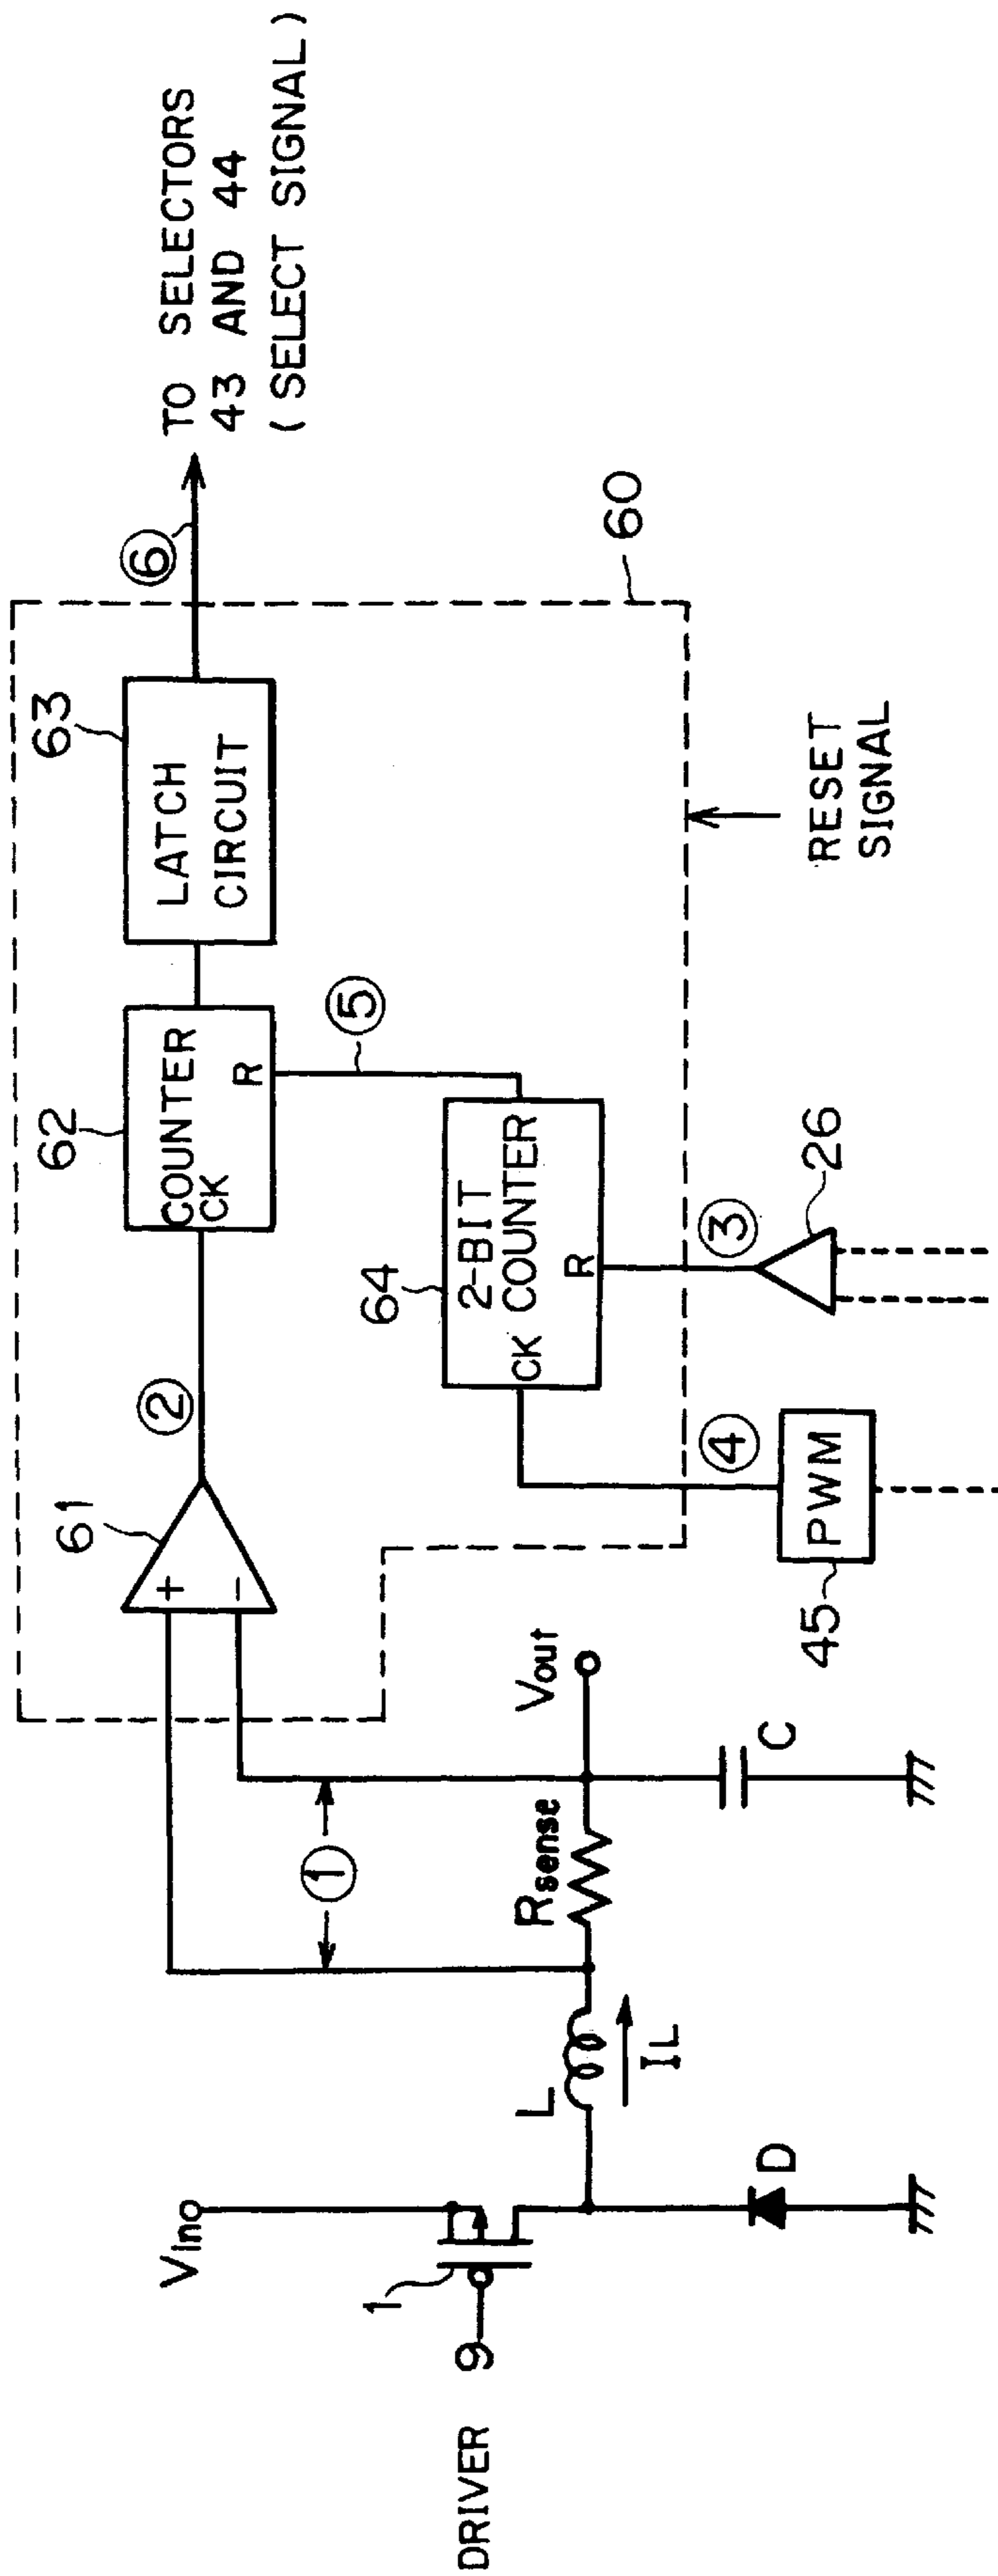 DRIVER 9
1
Vin
D
L
IL
Rsense
C
Vout
①
61
+
−
②
62
COUNTER
CK
R
63
LATCH
CIRCUIT
⑥
TO SELECTORS
43 AND 44
(SELECT SIGNAL)
⑤
64
2-BIT
COUNTER
CK
R
60
④
③
45
PWM
26
RESET
SIGNAL